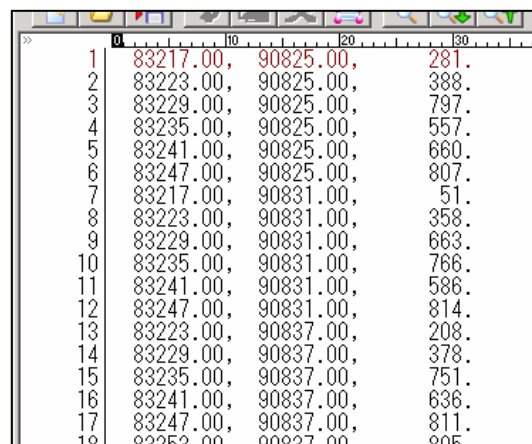 0 10 20 30
1 83217.00, 90825.00, 281.
2 83223.00, 90825.00, 388.
3 83229.00, 90825.00, 797.
4 83235.00, 90825.00, 557.
5 83241.00, 90825.00, 660.
6 83247.00, 90825.00, 807.
7 83217.00, 90831.00, 51.
8 83223.00, 90831.00, 358.
9 83229.00, 90831.00, 663.
10 83235.00, 90831.00, 766.
11 83241.00, 90831.00, 586.
12 83247.00, 90831.00, 814.
13 83217.00, 90837.00, 208.
14 83229.00, 90837.00, 378.
15 83235.00, 90837.00, 751.
16 83241.00, 90837.00, 636.
17 83247.00, 90837.00, 811.